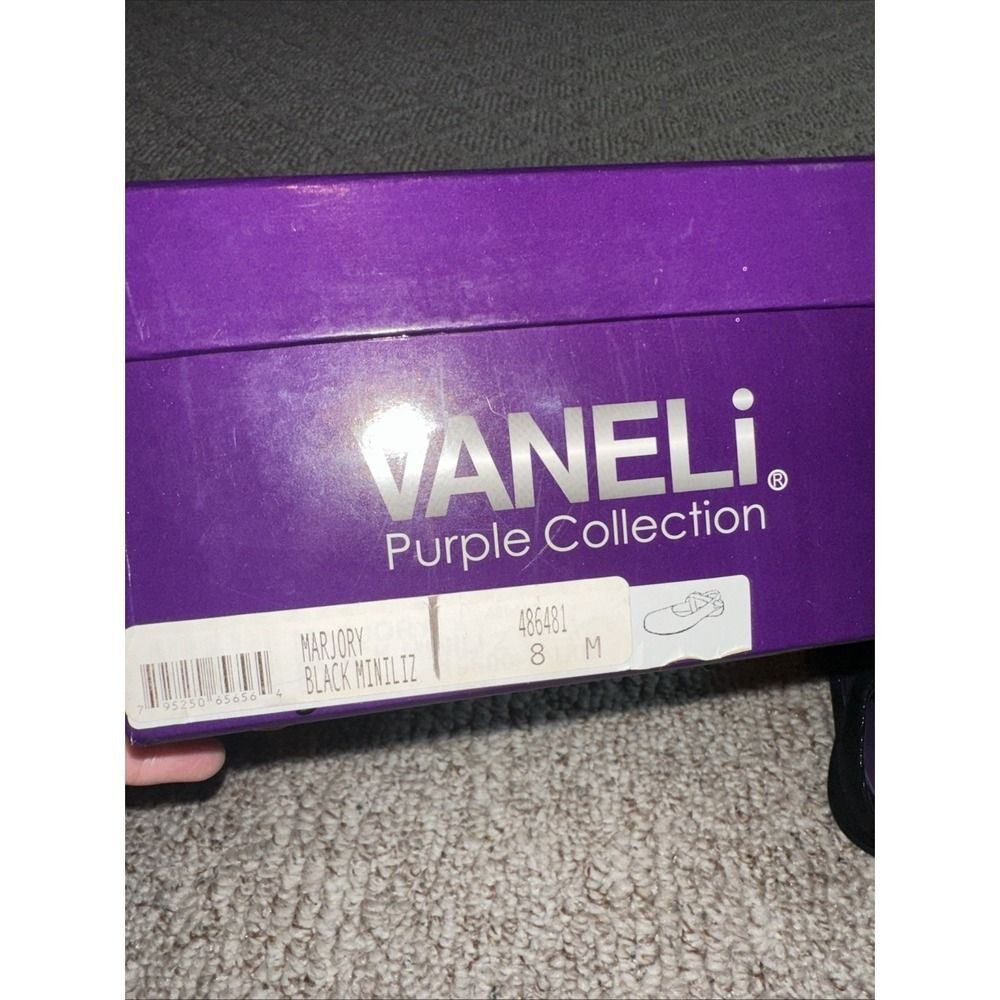 VANELi®
Purple Collection
MARJORY 486481
BLACK MINILIZ 8 M
7 95250 65656 4